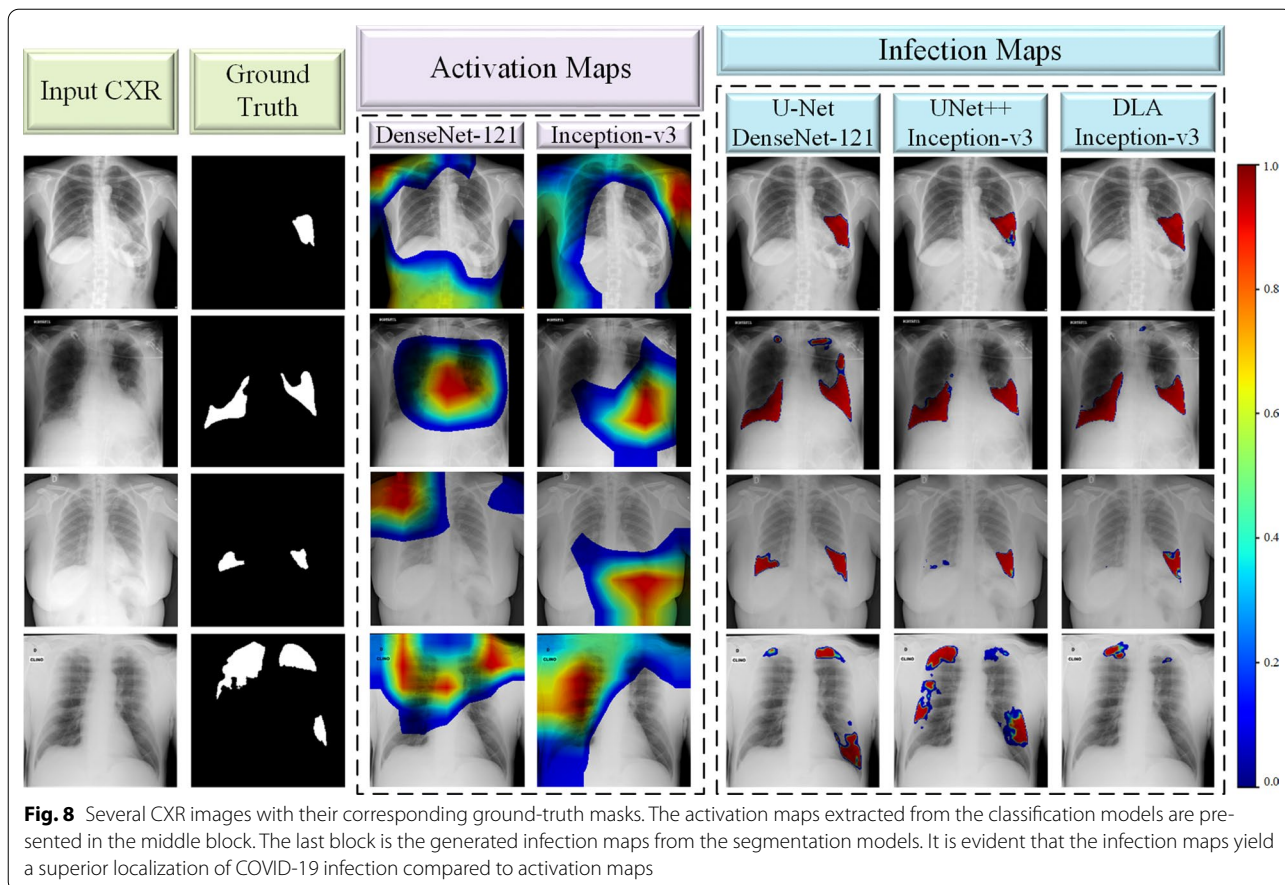 Input CXR
Ground
Truth
Activation Maps
Infection Maps
DenseNet-121
Inception-v3
U-Net
DenseNet-121
UNet++
Inception-v3
DLA
Inception-v3
1.0
0.8
0.6
0.4
0.2
0.0
D
CLINO
D
CLINO
D
CLINO
D
CLINO
D
CLINO
D
CLINO
Fig. 8 Several CXR images with their corresponding ground-truth masks. The activation maps extracted from the classification models are pre-
sented in the middle block. The last block is the generated infection maps from the segmentation models. It is evident that the infection maps yield
a superior localization of COVID-19 infection compared to activation maps